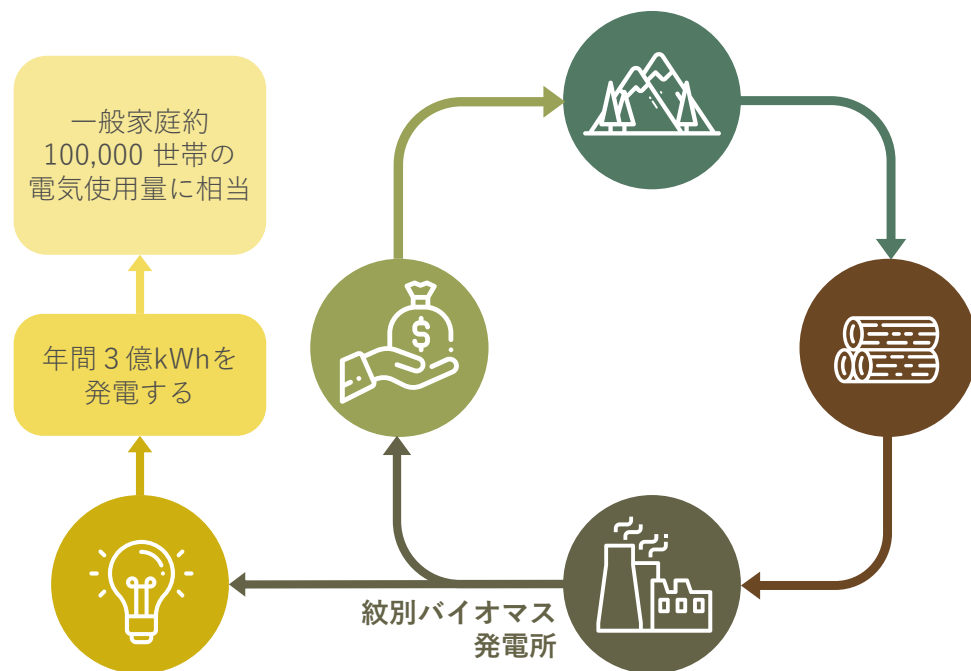 一般家庭約
100,000 世帯の
電気使用量に相当
年間３億kWhを
発電する
$
紋別バイオマス
発電所